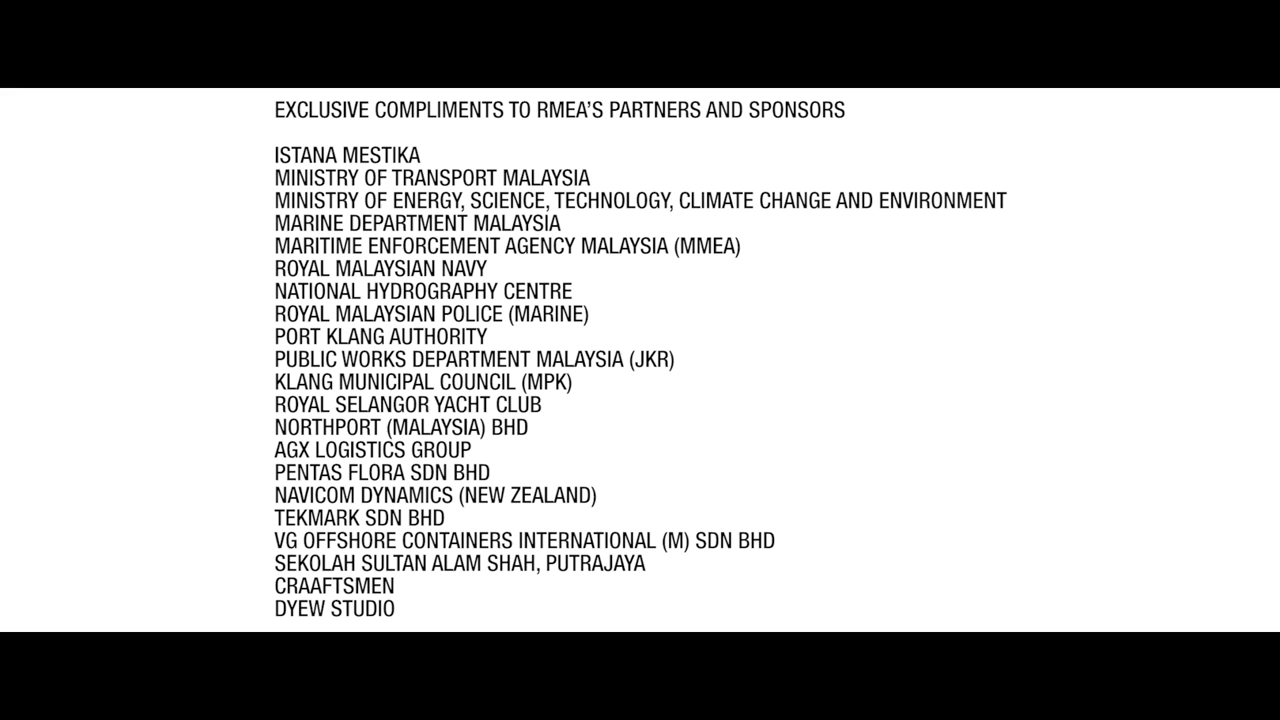 EXCLUSIVE COMPLIMENTS TO RMEA’S PARTNERS AND SPONSORS
ISTANA MESTIKA
MINISTRY OF TRANSPORT MALAYSIA
MINISTRY OF ENERGY, SCIENCE, TECHNOLOGY, CLIMATE CHANGE AND ENVIRONMENT
MARINE DEPARTMENT MALAYSIA
MARITIME ENFORCEMENT AGENCY MALAYSIA (MMEA)
ROYAL MALAYSIAN NAVY
NATIONAL HYDROGRAPHY CENTRE
ROYAL MALAYSIAN POLICE (MARINE)
PORT KLANG AUTHORITY
PUBLIC WORKS DEPARTMENT MALAYSIA (JKR)
KLANG MUNICIPAL COUNCIL (MPK)
ROYAL SELANGOR YACHT CLUB
NORTHPORT (MALAYSIA) BHD
AGX LOGISTICS GROUP
PENTAS FLORA SDN BHD
NAVICOM DYNAMICS (NEW ZEALAND)
TEKMARK SDN BHD
VG OFFSHORE CONTAINERS INTERNATIONAL (M) SDN BHD
SEKOLAH SULTAN ALAM SHAH, PUTRAJAYA
CRAAFTSMEN
DYEW STUDIO